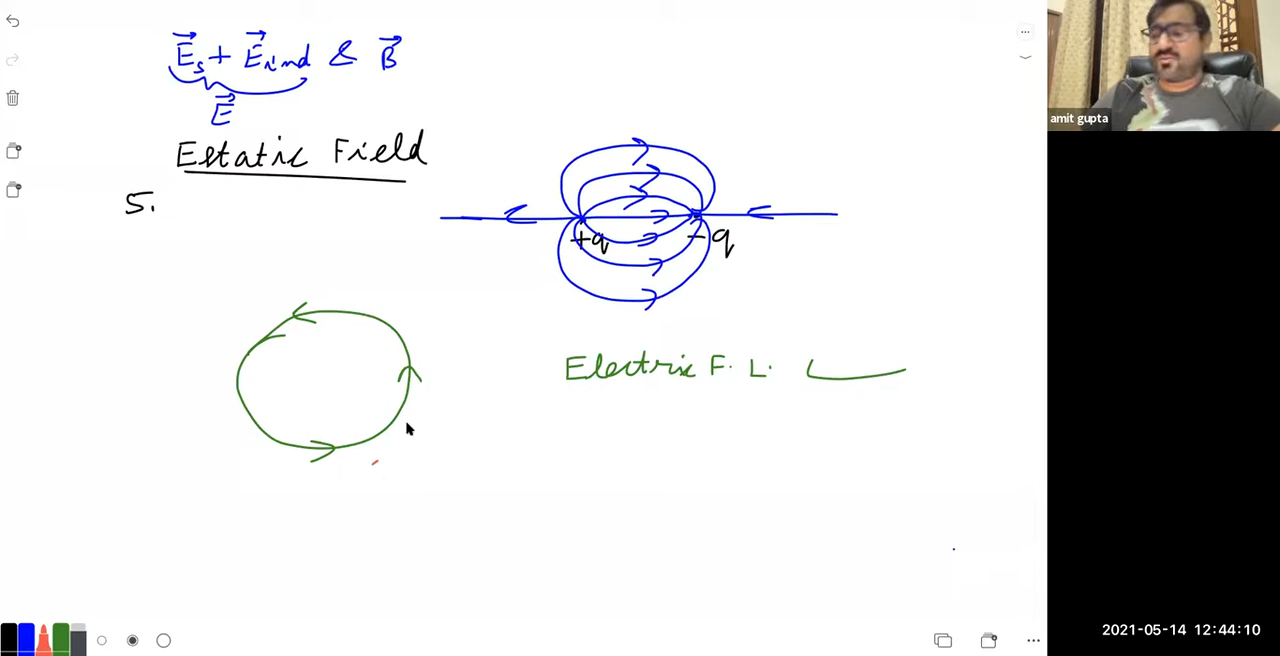 E⃗s + E⃗ind & B⃗
E⃗
Estatic Field
5.
+q -q
Electric F. L.
amit gupta
2021-05-14 12:44:10